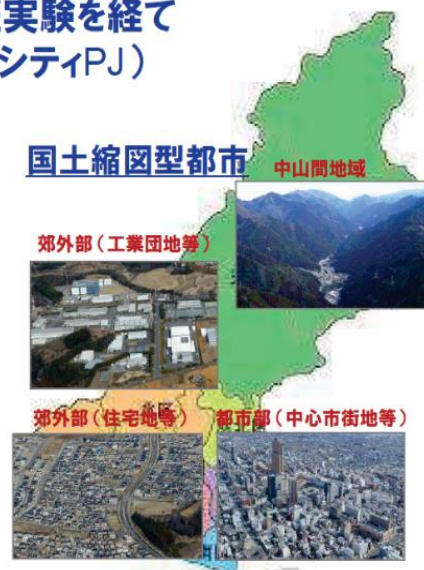 実験を経て
シティPJ）
国土縮図型都市
中山間地域
郊外部（工業団地等）
郊外部（住宅地等）
都市部（中心市街地等）